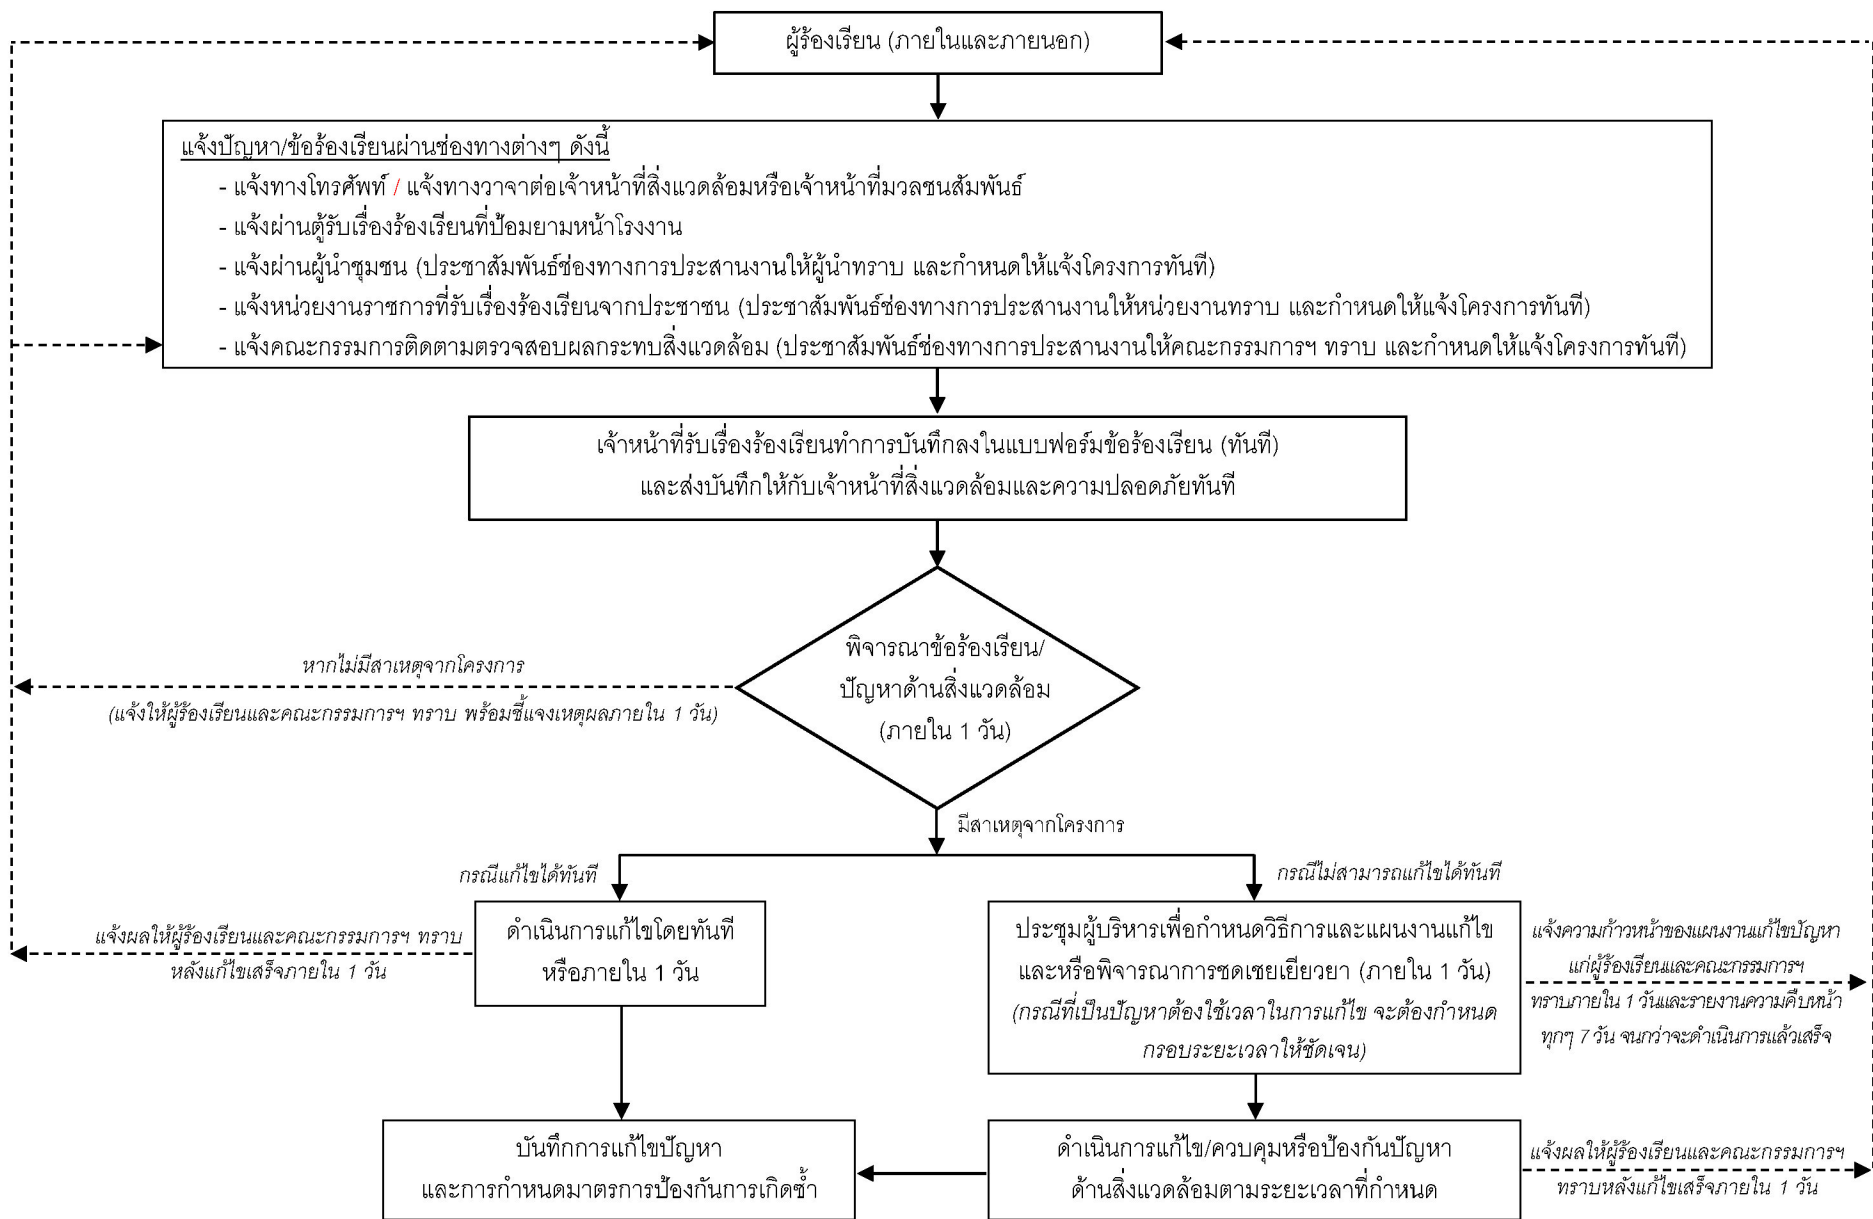 ผู้ร้องเรียน (ภายในและภายนอก)
แจ้งปัญหา/ข้อร้องเรียนผ่านช่องทางต่างๆ ดังนี้
- แจ้งทางโทรศัพท์ / แจ้งทางวาจาต่อเจ้าหน้าที่สิ่งแวดล้อมหรือเจ้าหน้าที่มวลชนสัมพันธ์
- แจ้งผ่านตู้รับเรื่องร้องเรียนที่ป้อมยามหน้าโรงงาน
- แจ้งผ่านผู้นำชุมชน (ประชาสัมพันธ์ช่องทางการประสานงานให้ผู้นำทราบ และกำหนดให้แจ้งโครงการทันที)
- แจ้งหน่วยงานราชการที่รับเรื่องร้องเรียนจากประชาชน (ประชาสัมพันธ์ช่องทางการประสานงานให้หน่วยงานทราบ และกำหนดให้แจ้งโครงการทันที)
- แจ้งคณะกรรมการติดตามตรวจสอบผลกระทบสิ่งแวดล้อม (ประชาสัมพันธ์ช่องทางการประสานงานให้คณะกรรมการฯ ทราบ และกำหนดให้แจ้งโครงการทันที)
เจ้าหน้าที่รับเรื่องร้องเรียนทำการบันทึกลงในแบบฟอร์มข้อร้องเรียน (ทันที)
และส่งบันทึกให้กับเจ้าหน้าที่สิ่งแวดล้อมและความปลอดภัยทันที
พิจารณาข้อร้องเรียน/
ปัญหาด้านสิ่งแวดล้อม
(ภายใน 1 วัน)
หากไม่มีสาเหตุจากโครงการ
(แจ้งให้ผู้ร้องเรียนและคณะกรรมการฯ ทราบ พร้อมชี้แจงเหตุผลภายใน 1 วัน)
มีสาเหตุจากโครงการ
กรณีแก้ไขได้ทันที
กรณีไม่สามารถแก้ไขได้ทันที
แจ้งผลให้ผู้ร้องเรียนและคณะกรรมการฯ ทราบ
หลังแก้ไขเสร็จภายใน 1 วัน
ดำเนินการแก้ไขโดยทันที
หรือภายใน 1 วัน
ประชุมผู้บริหารเพื่อกำหนดวิธีการและแผนงานแก้ไข
และหรือพิจารณาการชดเชยเยียวยา (ภายใน 1 วัน)
(กรณีที่เป็นปัญหาต้องใช้เวลาในการแก้ไข จะต้องกำหนด
กรอบระยะเวลาให้ชัดเจน)
แจ้งความก้าวหน้าของแผนงานแก้ไขปัญหา
แก่ผู้ร้องเรียนและคณะกรรมการฯ
ทราบภายใน 1 วันและรายงานความคืบหน้า
ทุกๆ 7 วัน จนกว่าจะดำเนินการแล้วเสร็จ
บันทึกการแก้ไขปัญหา
และการกำหนดมาตรการป้องกันการเกิดซ้ำ
ดำเนินการแก้ไข/ควบคุมหรือป้องกันปัญหา
ด้านสิ่งแวดล้อมตามระยะเวลาที่กำหนด
แจ้งผลให้ผู้ร้องเรียนและคณะกรรมการฯ
ทราบหลังแก้ไขเสร็จภายใน 1 วัน